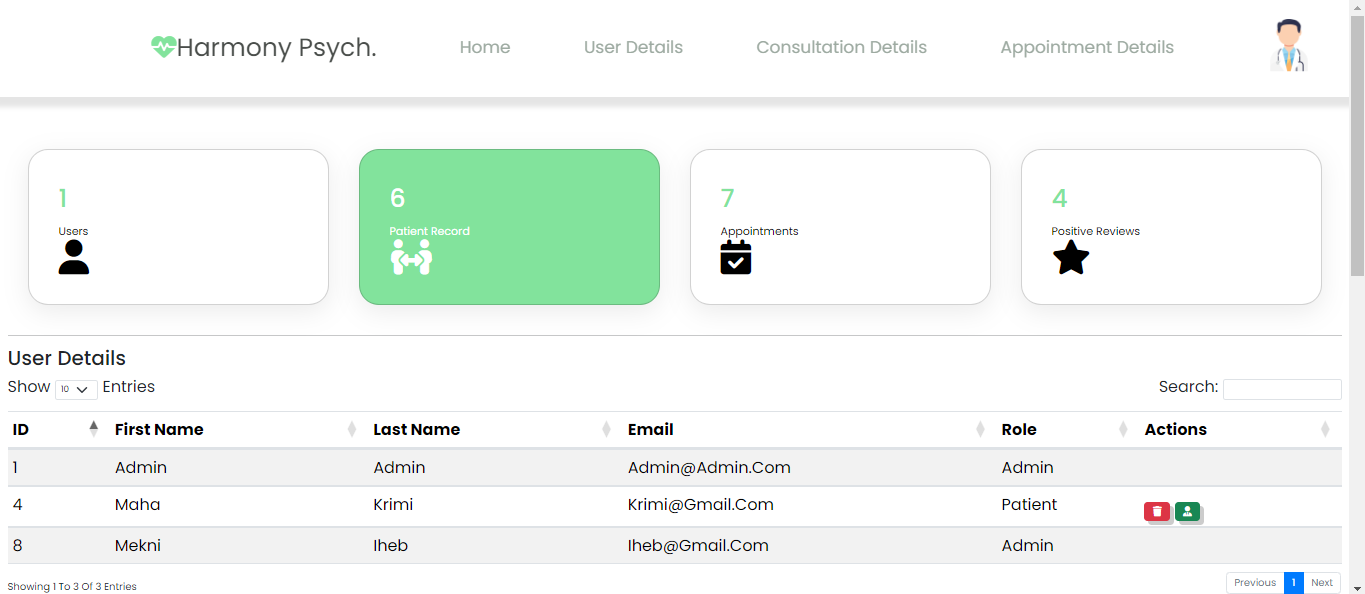 Harmony Psych. Home User Details Consultation Details Appointment Details
1 6 7 4
Users Patient Record Appointments Positive Reviews
User Details
Show 10 Entries Search:
ID First Name Last Name Email Role Actions
1 Admin Admin Admin@Admin.Com Admin
4 Maha Krimi Krimi@Gmail.Com Patient
8 Mekni Iheb Iheb@Gmail.Com Admin
Showing 1 To 3 Of 3 Entries Previous 1 Next